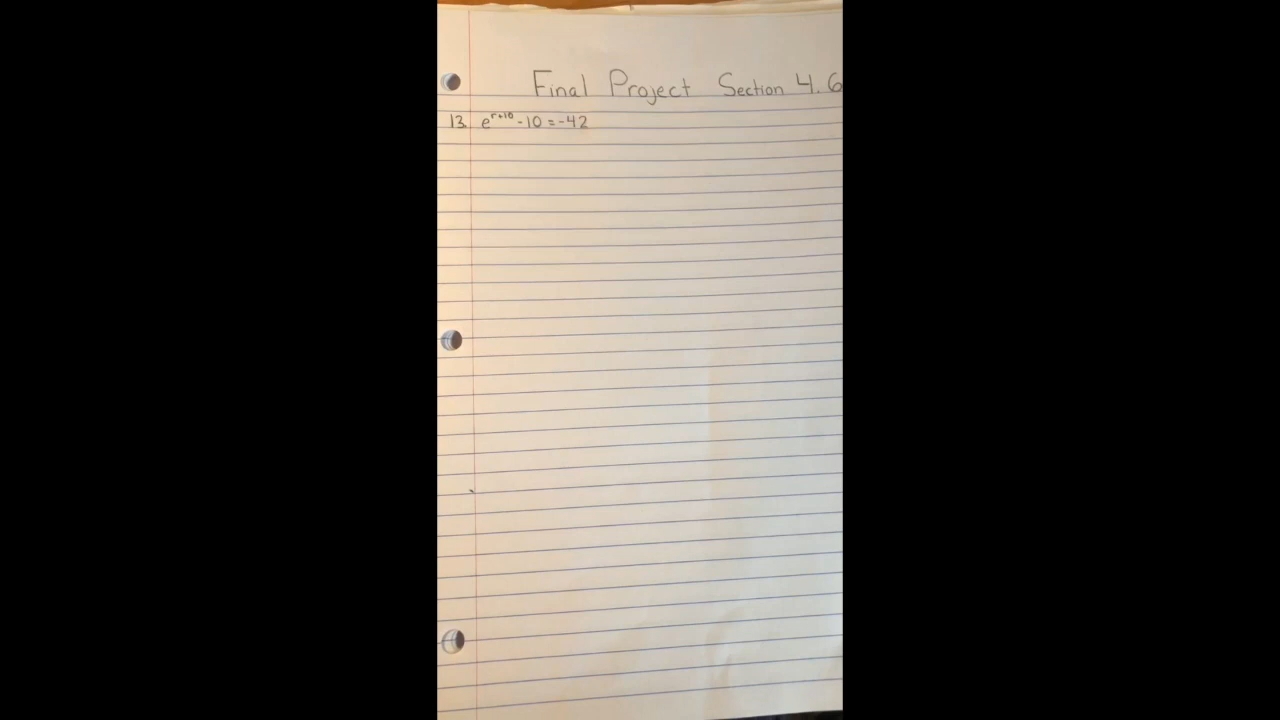 Final Project Section 4.6
13. e^{r+10} - 10 = -42